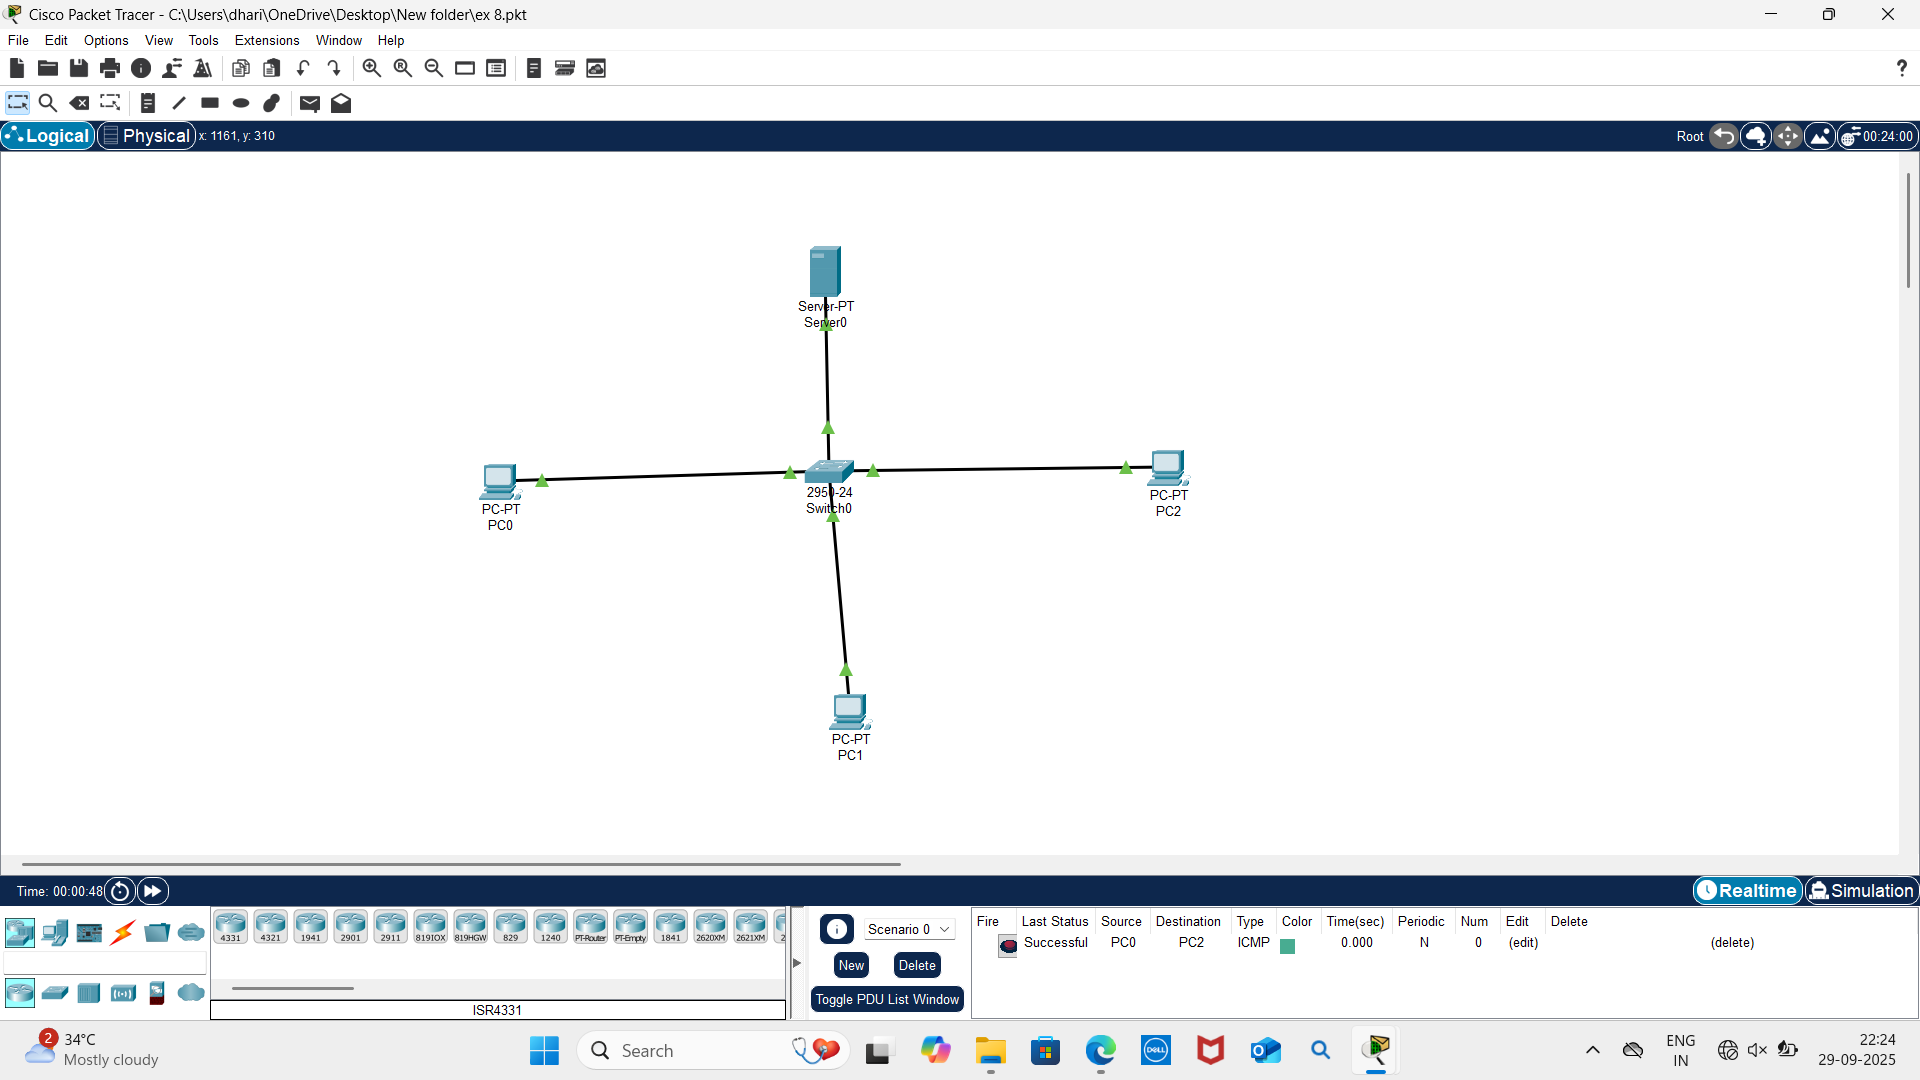 Cisco Packet Tracer - C:\Users\dhari\OneDrive\Desktop\New folder\ex 8.pkt
File Edit Options View Tools Extensions Window Help
?
Logical Physical x: 1161, y: 310 Root 00:24:00
Server-PT
Server0
2950-24
Switch0
PC-PT
PC0
PC-PT
PC2
PC-PT
PC1
Time: 00:00:48 Realtime Simulation
4331 4321 1941 2901 2911 819IOX 819HGW 829 1240 PT-Router PT-Empty 1841 2620XM 2621XM 2
ISR4331
Scenario 0
New Delete
Toggle PDU List Window
Fire Last Status Source Destination Type Color Time(sec) Periodic Num Edit Delete
Successful PC0 PC2 ICMP 0.000 N 0 (edit) (delete)
2 34°C
Mostly cloudy
Search
DELL
ENG
IN
22:24
29-09-2025